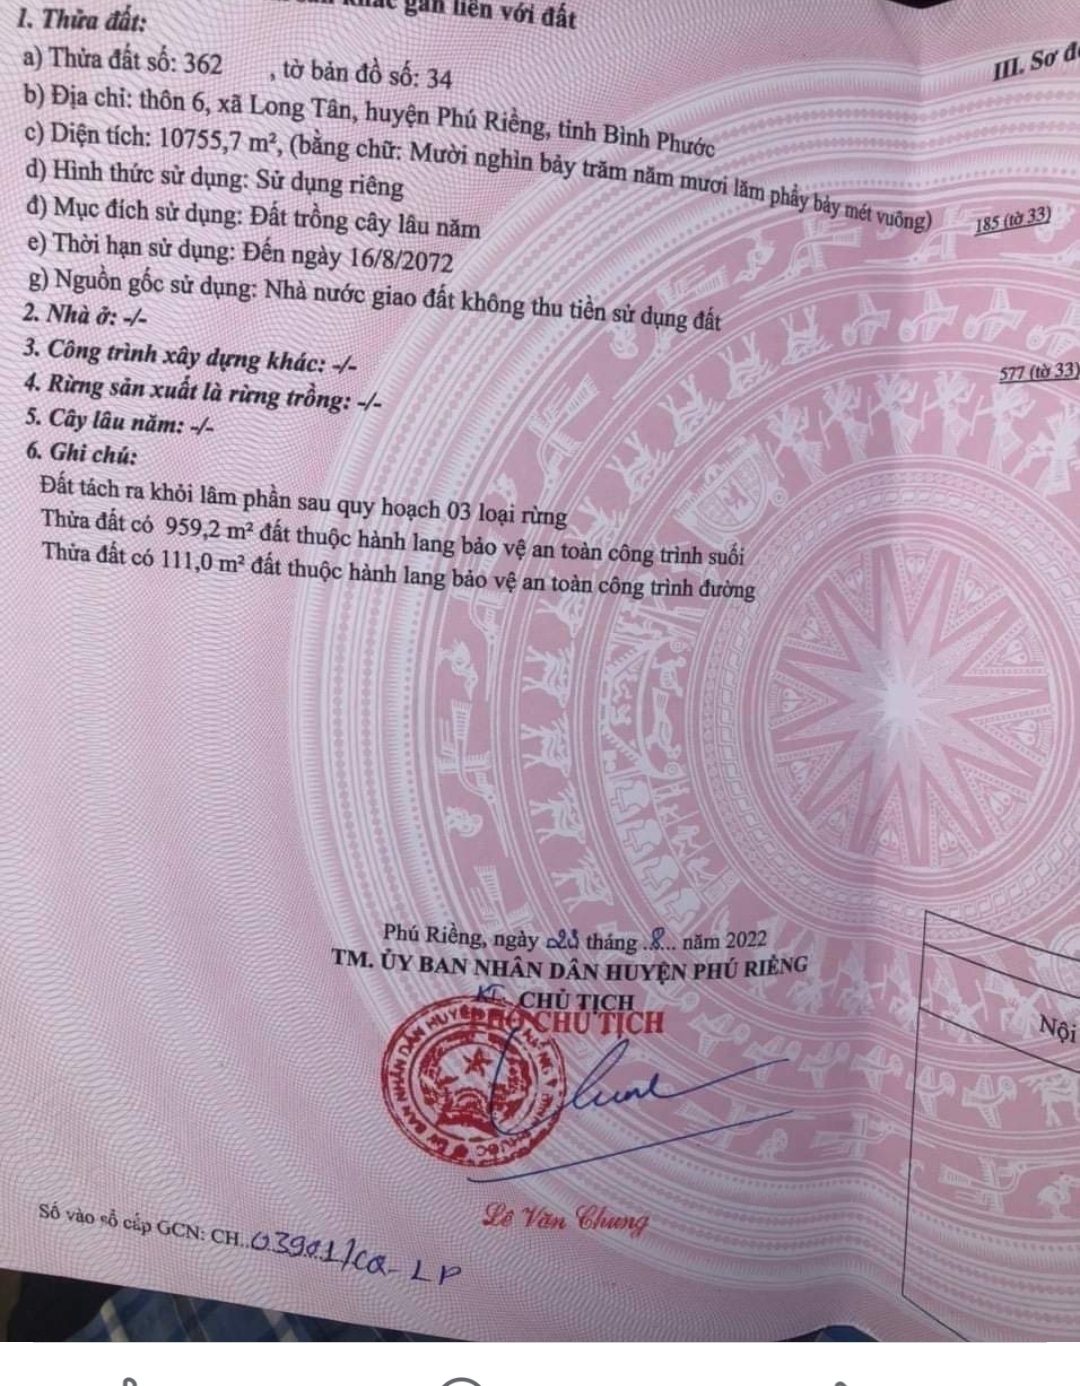 gắn liền với đất
1. Thửa đất:
a) Thửa đất số: 362 , tờ bản đồ số: 34
b) Địa chỉ: thôn 6, xã Long Tân, huyện Phú Riềng, tỉnh Bình Phước
c) Diện tích: 10755,7 m², (bằng chữ: Mười nghìn bảy trăm năm mươi lăm phẩy bảy mét vuông)
d) Hình thức sử dụng: Sử dụng riêng
đ) Mục đích sử dụng: Đất trồng cây lâu năm
e) Thời hạn sử dụng: Đến ngày 16/8/2072
g) Nguồn gốc sử dụng: Nhà nước giao đất không thu tiền sử dụng đất
2. Nhà ở: -/-
3. Công trình xây dựng khác: -/-
4. Rừng sản xuất là rừng trồng: -/-
5. Cây lâu năm: -/-
6. Ghi chú:
Đất tách ra khỏi lâm phần sau quy hoạch 03 loại rừng
Thửa đất có 959,2 m² đất thuộc hành lang bảo vệ an toàn công trình suối
Thửa đất có 111,0 m² đất thuộc hành lang bảo vệ an toàn công trình đường
III. Sơ
185 (tờ 33)
577 (tờ 33)
Phú Riềng, ngày tháng .8... năm 2022
TM. ỦY BAN NHÂN DÂN HUYỆN PHÚ RIỀNG
KT. CHỦ TỊCH
PHÓ CHỦ TỊCH
Lê Văn Chung
Nội
Số vào sổ cấp GCN: CH..03901/CQ-LP